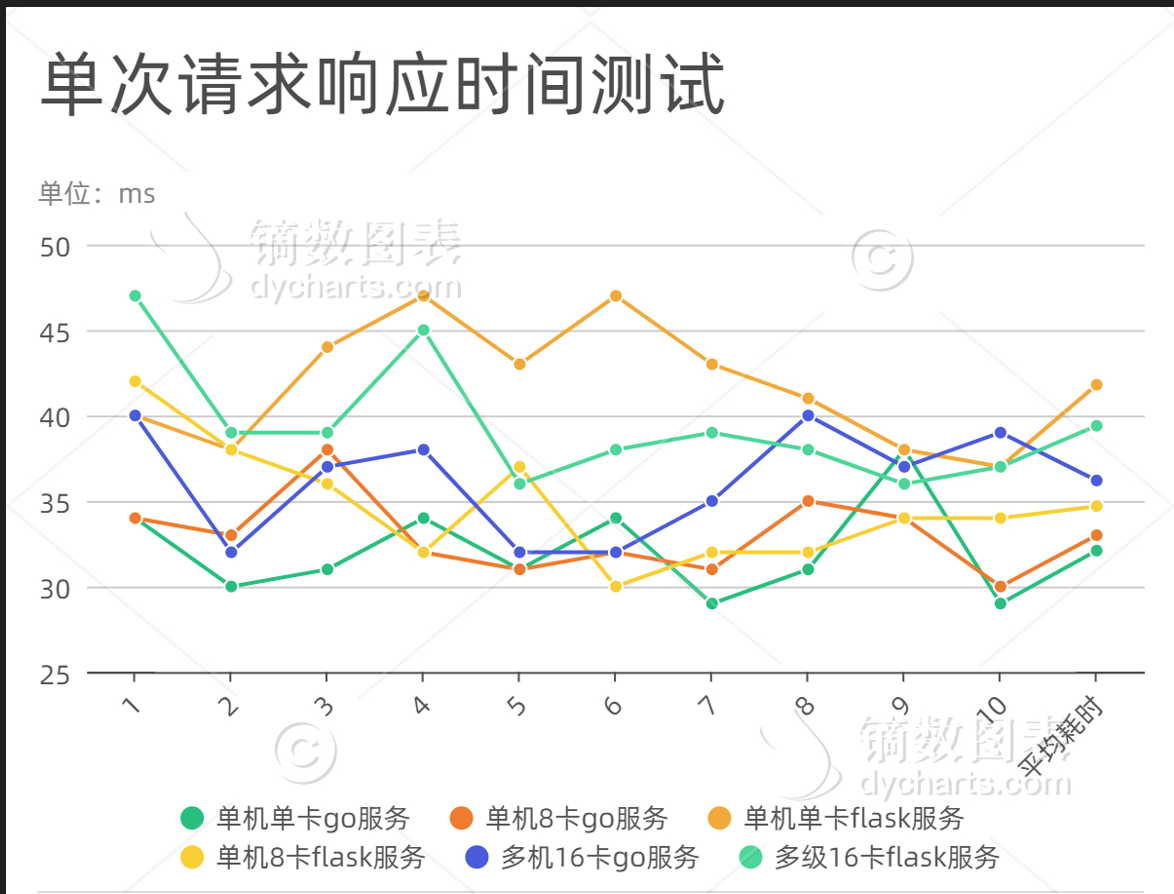 单次请求响应时间测试
单位：ms
镝数图表
dycharts.com
©
50
45
40
35
30
25
1 2 3 4 5 6 7 8 9 10 平均耗时
©
镝数图表
dycharts.com
单机单卡go服务 单机8卡go服务 单机单卡flask服务
单机8卡flask服务 多机16卡go服务 多级16卡flask服务